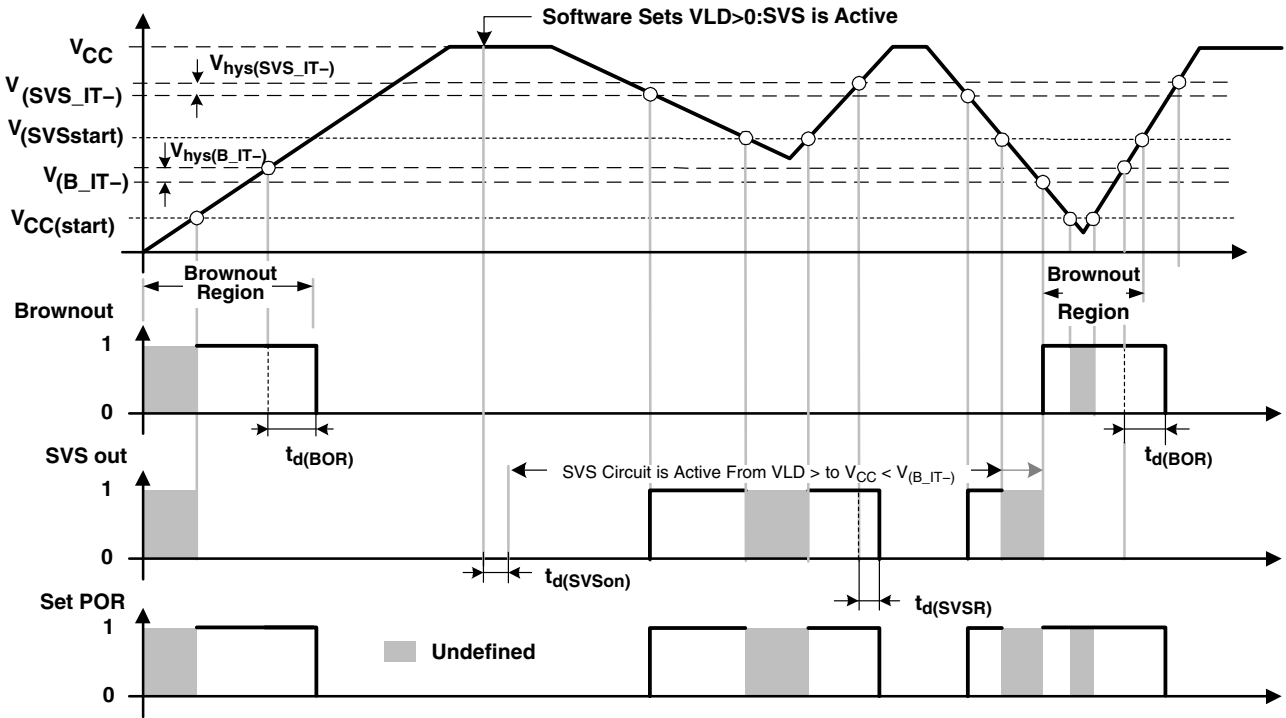 Software Sets VLD>0:SVS is Active
VCC
Vhys(SVS_IT−)
V(SVS_IT−)
V(SVSstart)
Vhys(B_IT−)
V(B_IT−)
VCC(start)
Brownout
Region
Brownout
Region
Brownout
1
0
td(BOR)
td(BOR)
SVS out
SVS Circuit is Active From VLD > to VCC < V(B_IT−)
1
0
td(SVSon)
td(SVSR)
Set POR
1
Undefined
0